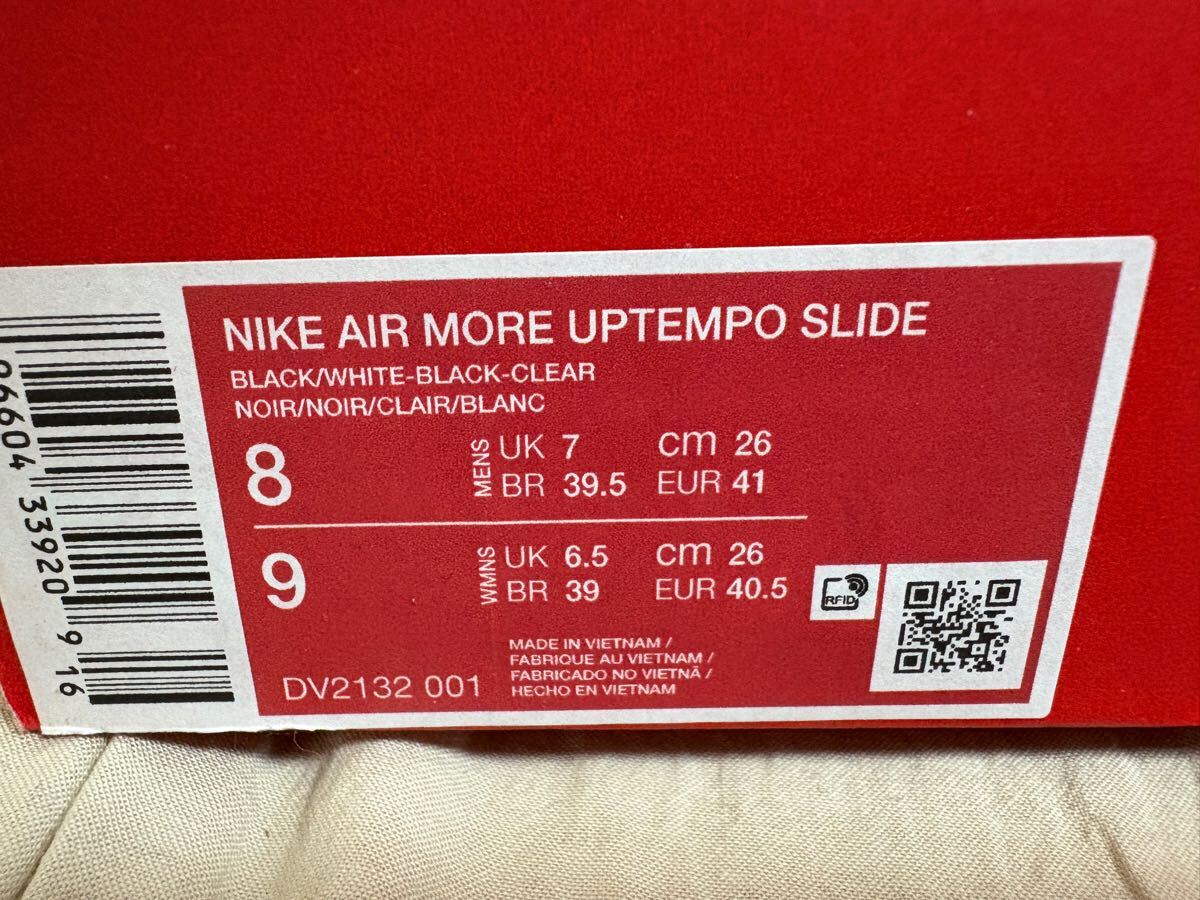 NIKE AIR MORE UPTEMPO SLIDE
BLACK/WHITE-BLACK-CLEAR
NOIR/NOIR/CLAIR/BLANC
8 MENS UK 7 cm 26
BR 39.5 EUR 41
9 WMNS UK 6.5 cm 26
BR 39 EUR 40.5
RFID
DV2132 001
MADE IN VIETNAM /
FABRIQUE AU VIETNAM /
FABRICADO NO VIETNÃ /
HECHO EN VIETNAM
96604 33920 9 16